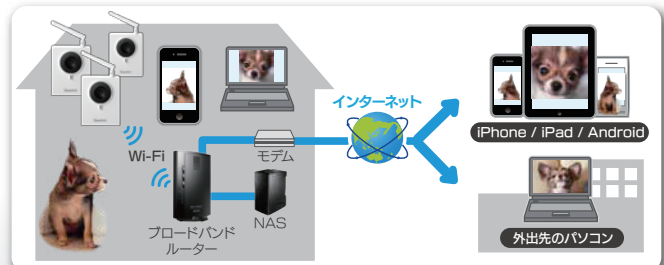 インターネット
iPhone / iPad / Android
Wi-Fi
モデム
NAS
ブロードバンド
ルーター
外出先のパソコン